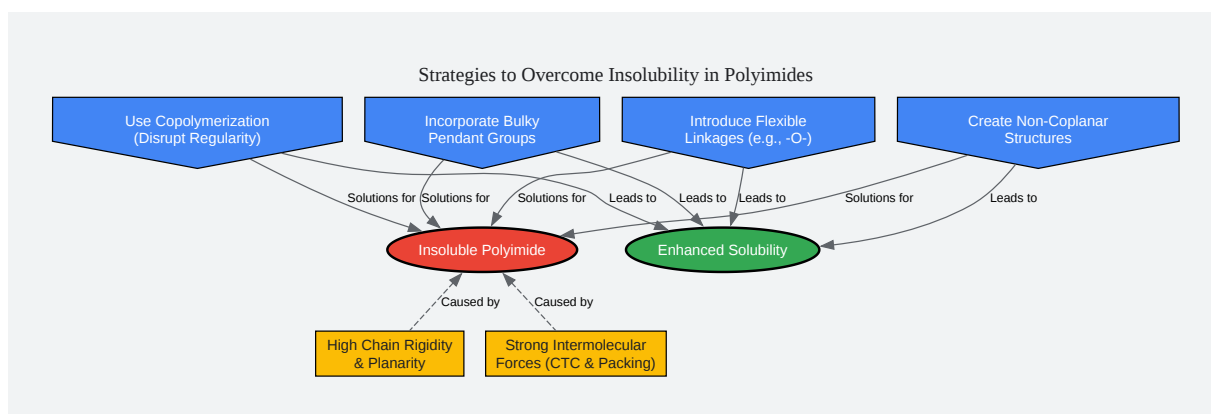 Strategies to Overcome Insolubility in Polyimides
Use Copolymerization
(Disrupt Regularity)
Incorporate Bulky
Pendant Groups
Introduce Flexible
Linkages (e.g., -O-)
Create Non-Coplanar
Structures
Solutions for
Solutions for
Solutions for
Leads to
Leads to
Leads to
Solutions for
Leads to
Insoluble Polyimide
Enhanced Solubility
Caused by
Caused by
High Chain Rigidity
& Planarity
Strong Intermolecular
Forces (CTC & Packing)